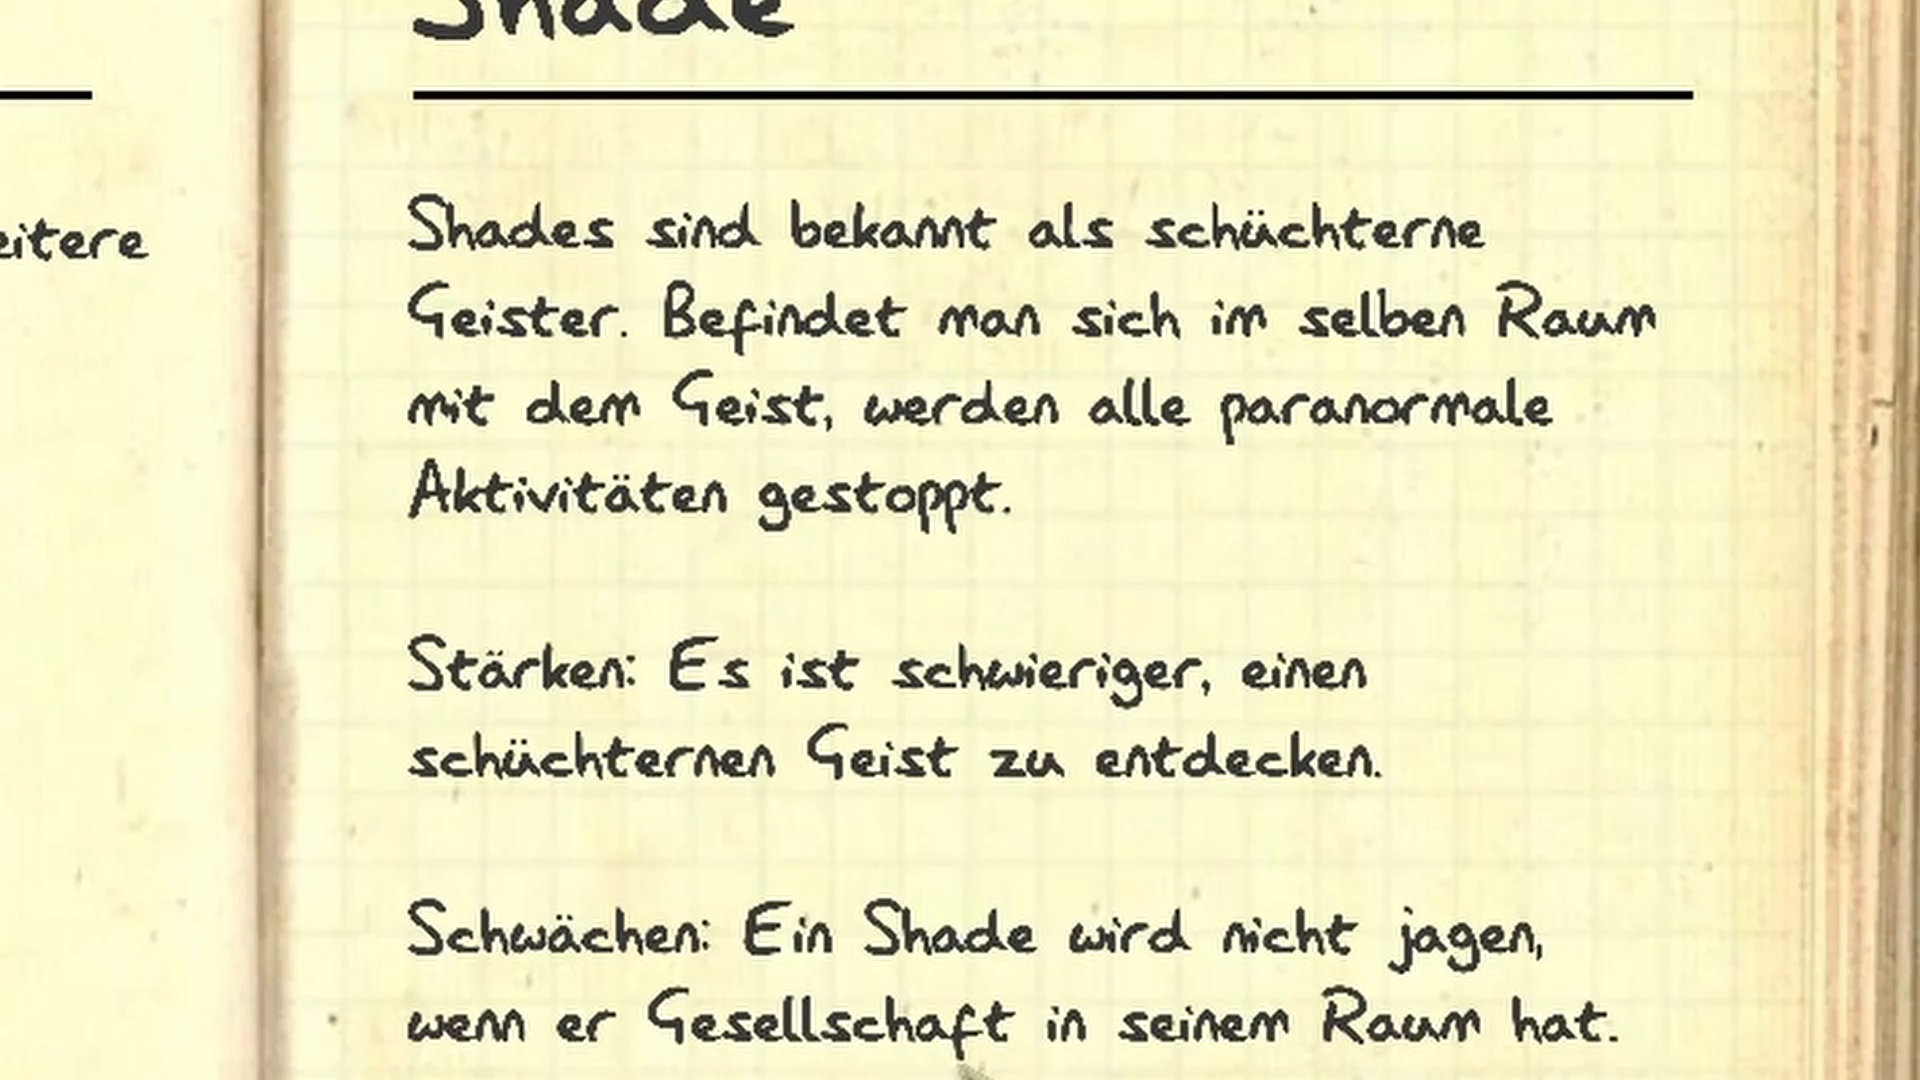 Shade
eitere
Shades sind bekannt als schüchterne
Geister. Befindet man sich im selben Raum
mit dem Geist, werden alle paranormale
Aktivitäten gestoppt.
Stärken: Es ist schwieriger, einen
schüchternen Geist zu entdecken.
Schwächen: Ein Shade wird nicht jagen,
wenn er Gesellschaft in seinem Raum hat.